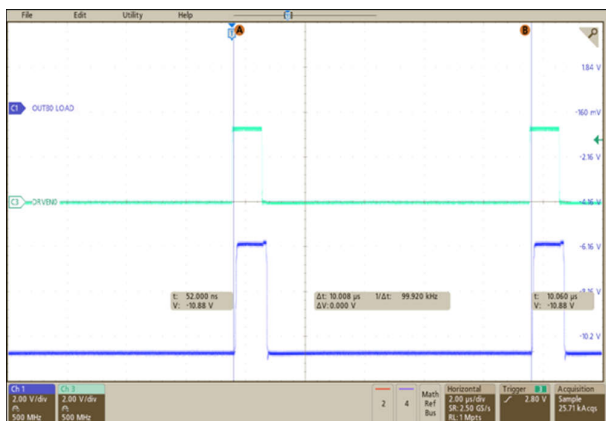 File Edit Utility Help
A B
1.84 V
C1 OUT80 LOAD
-160 mV
-2.16 V
C3 DRVEN0
-4.16 V
-6.16 V
t: 52.000 ns
V: -10.88 V
Δt: 10.008 µs 1/Δt: 99.920 kHz
ΔV: 0.000 V
t: 10.060 µs
V: -10.88 V
-10.2 V
Ch 1
2.00 V/div
500 MHz
Ch 3
2.00 V/div
500 MHz
2
4
Math
Ref
Bus
Horizontal
2.00 µs/div
SR: 2.50 GS/s
RL: 1 Mpts
Trigger
2.80 V
Acquisition
Sample
25.71 kAcqs